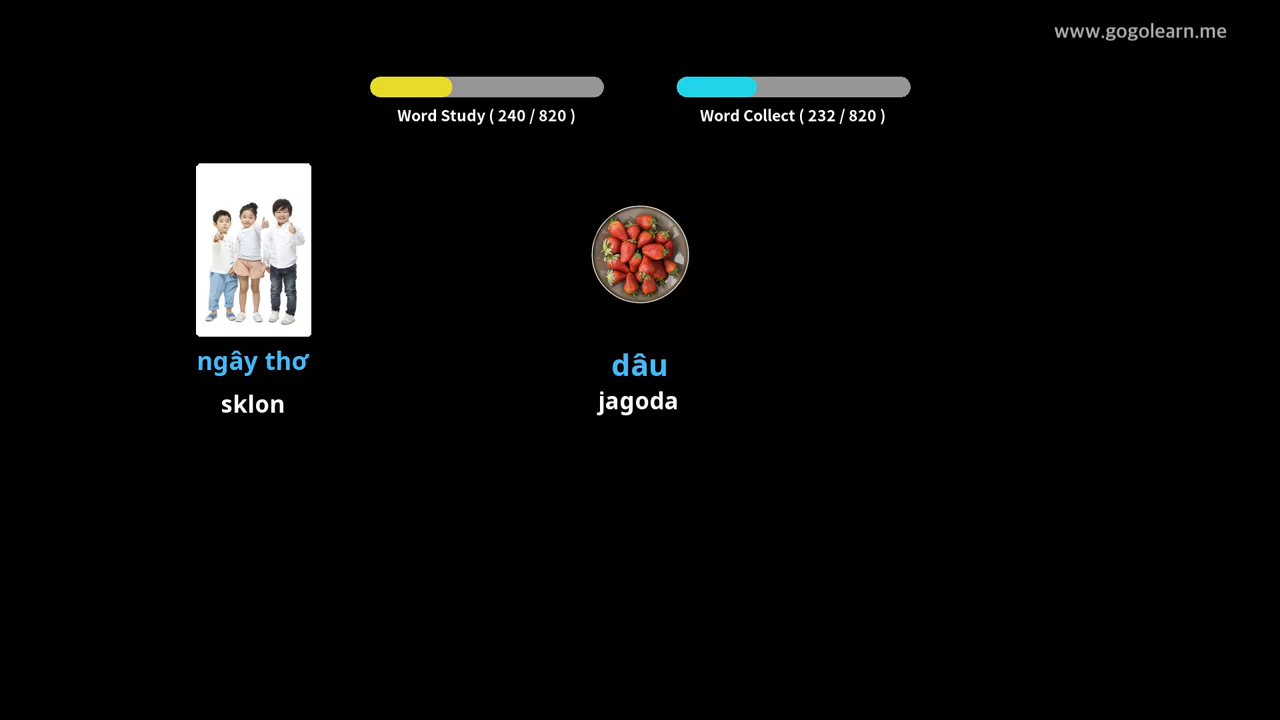 www.gogolearn.me
Word Study ( 240 / 820 )
Word Collect ( 232 / 820 )
ngây thơ
sklon
dâu
jagoda